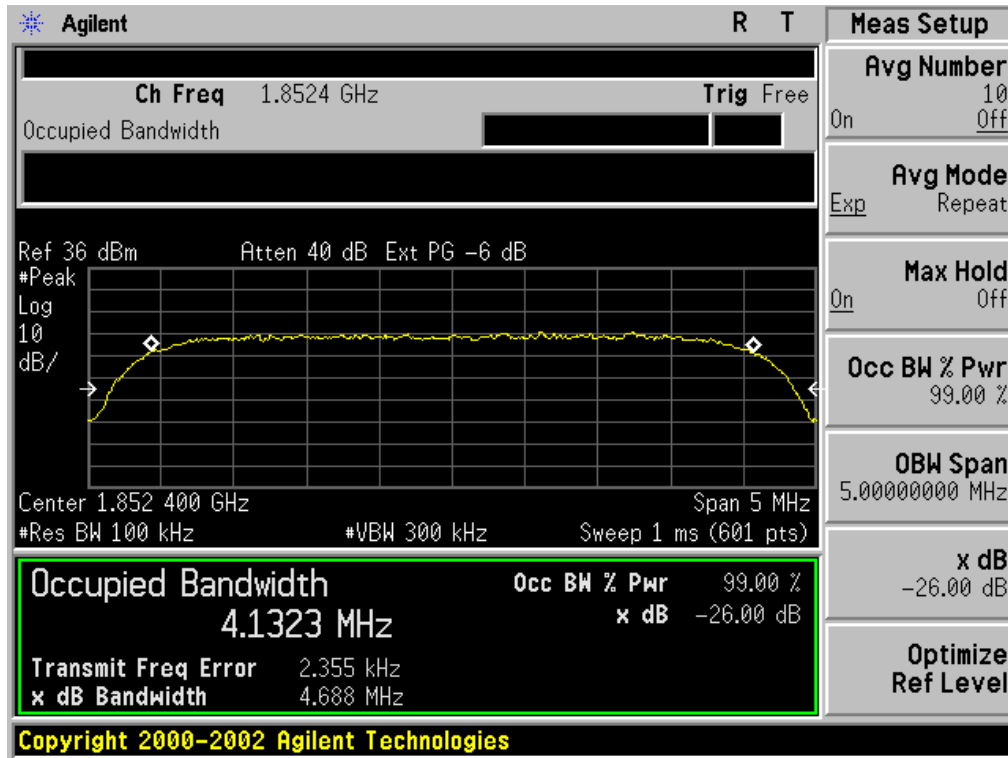 Agilent R T
Ch Freq 1.8524 GHz Trig Free
Occupied Bandwidth
Ref 36 dBm Atten 40 dB Ext PG -6 dB
#Peak
Log
10
dB/
Center 1.852 400 GHz Span 5 MHz
#Res BW 100 kHz #VBW 300 kHz Sweep 1 ms (601 pts)
Occupied Bandwidth Occ BW % Pwr 99.00 %
4.1323 MHz x dB -26.00 dB
Transmit Freq Error 2.355 kHz
x dB Bandwidth 4.688 MHz
Copyright 2000-2002 Agilent Technologies
Meas Setup
Avg Number
10
On Off
Avg Mode
Exp Repeat
Max Hold
On Off
Occ BW % Pwr
99.00 %
OBW Span
5.00000000 MHz
x dB
-26.00 dB
Optimize
Ref Level